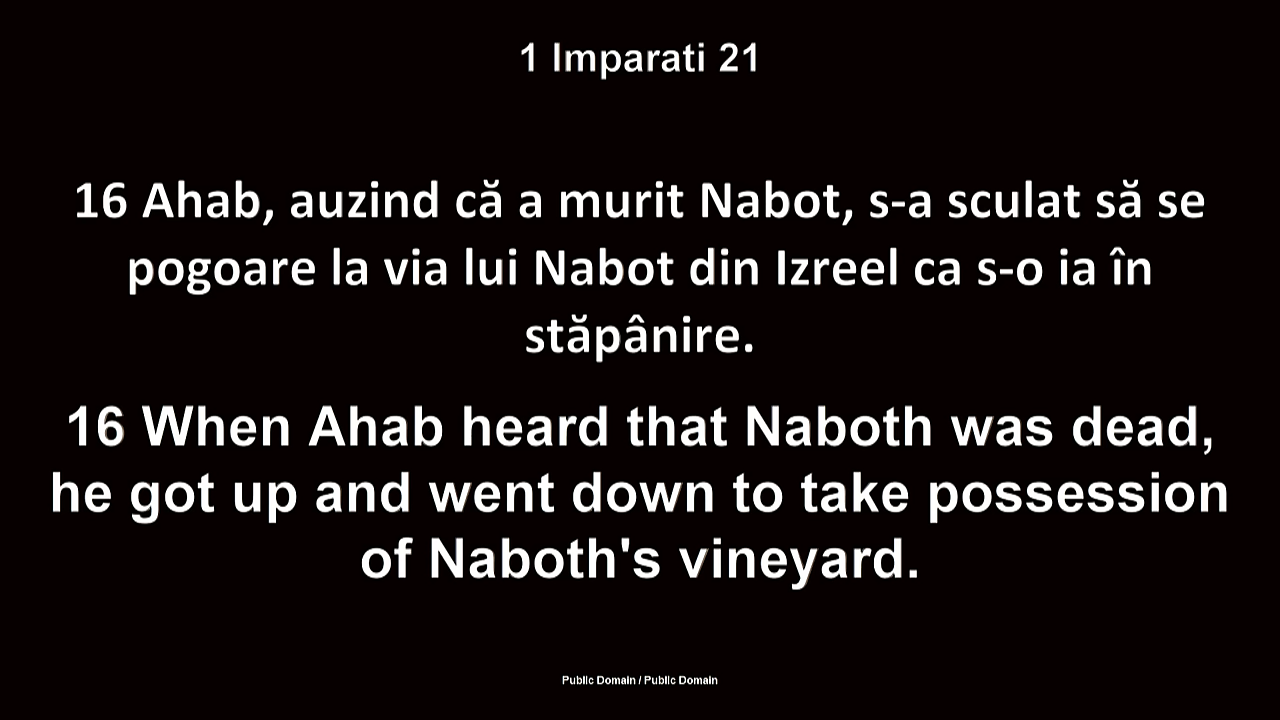 1 Imparati 21
16 Ahab, auzind că a murit Nabot, s-a sculat să se
pogoare la via lui Nabot din Izreel ca s-o ia în
stăpânire.
16 When Ahab heard that Naboth was dead,
he got up and went down to take possession
of Naboth's vineyard.
Public Domain / Public Domain